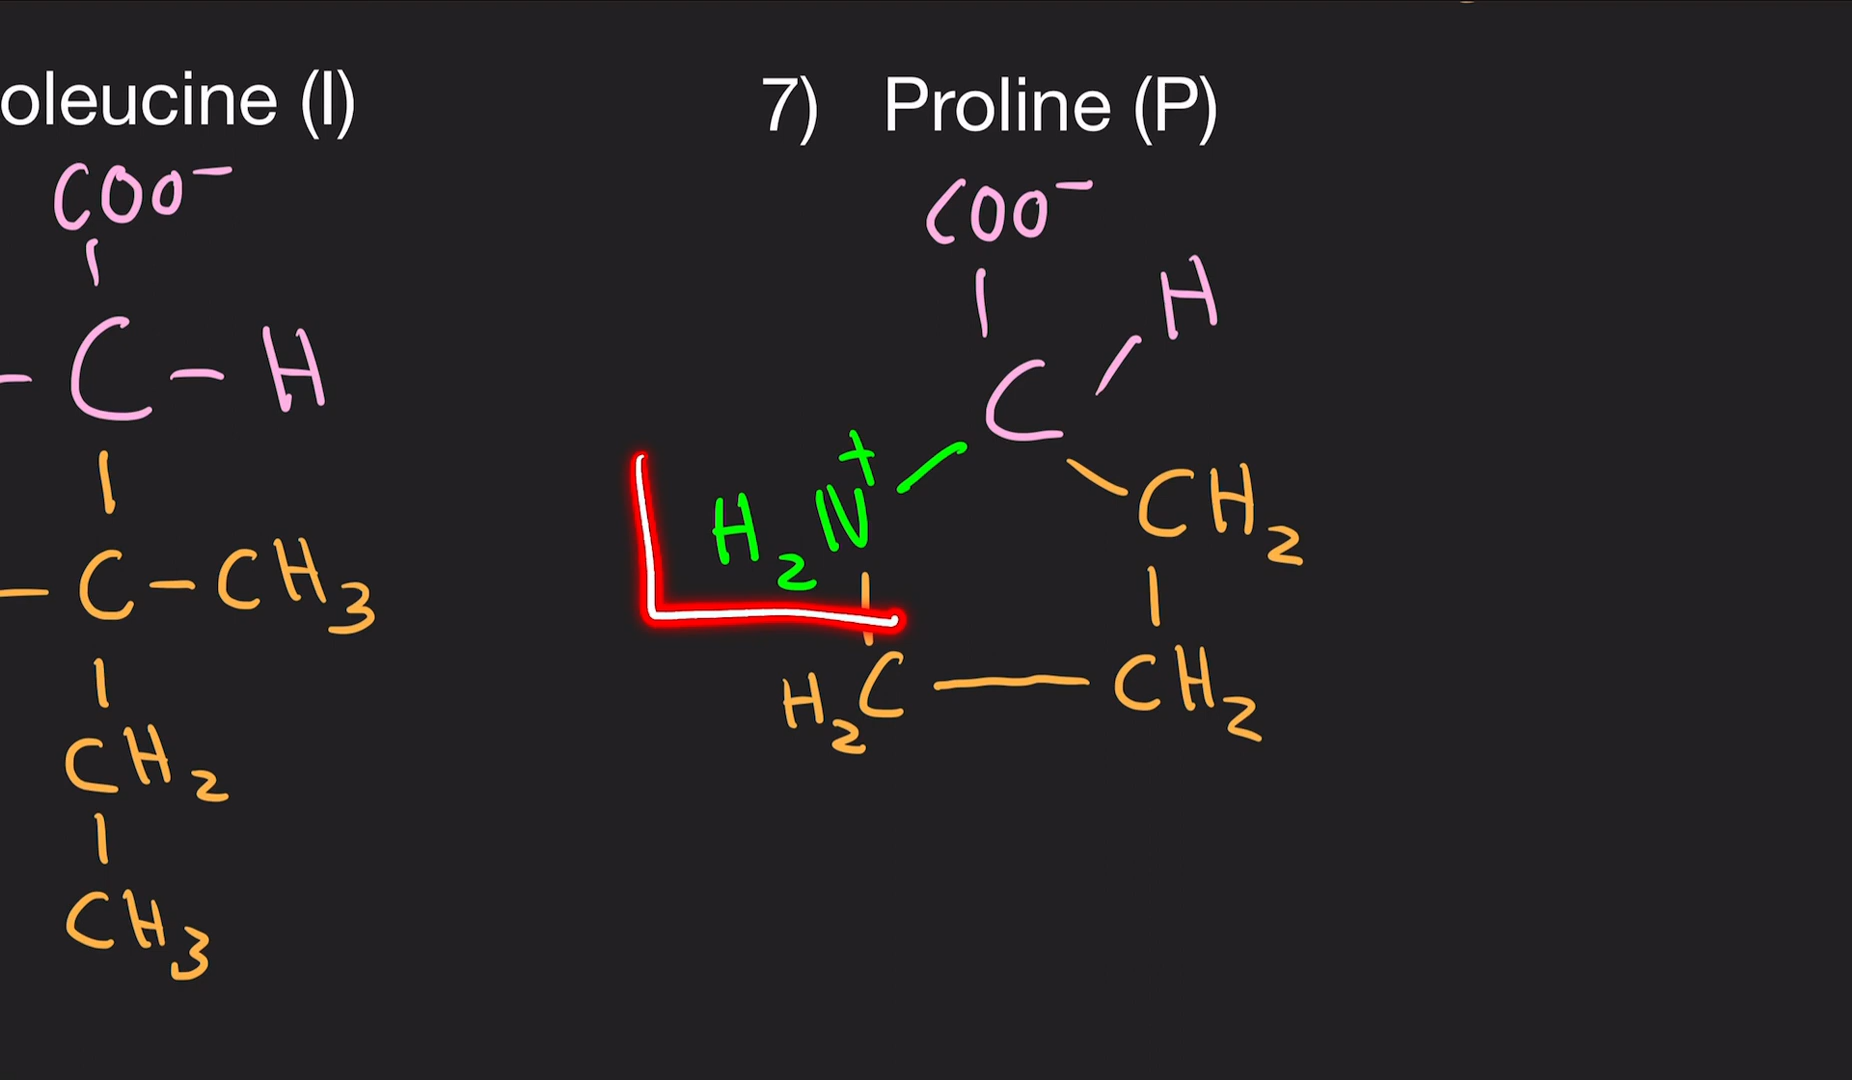 oleucine (I)
COO⁻
C - H
C - CH₃
CH₂
CH₃
7) Proline (P)
COO⁻
H
C
H₂N⁺
CH₂
H₂C — CH₂